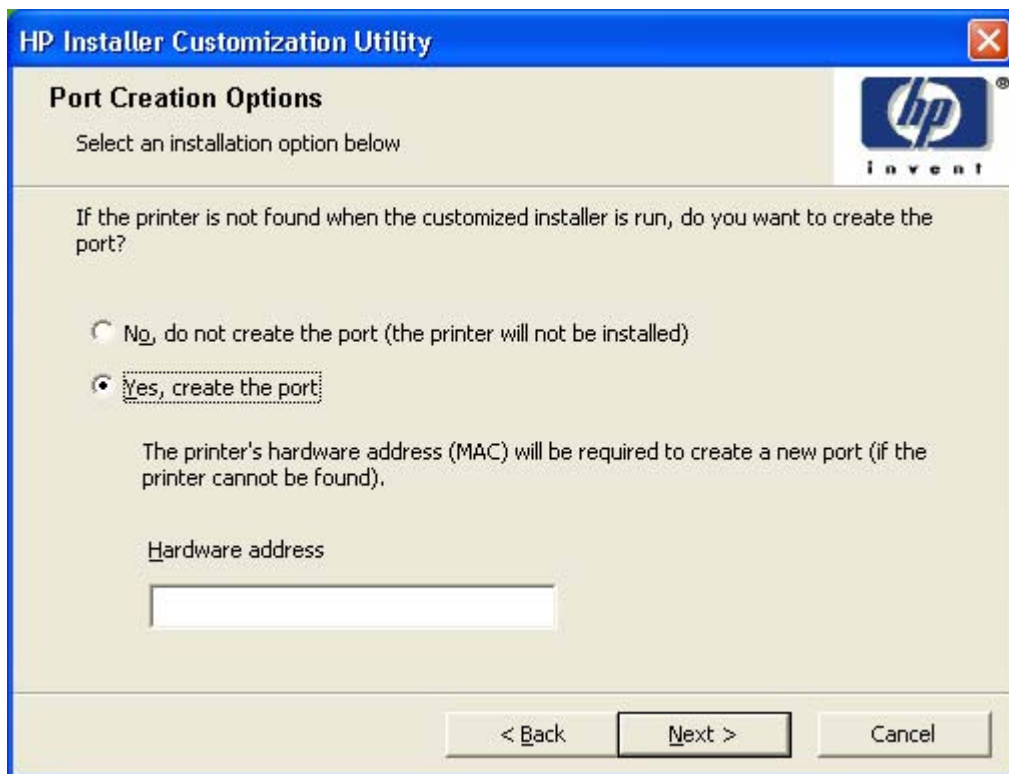 HP Installer Customization Utility
Port Creation Options
Select an installation option below
hp
®
invent
If the printer is not found when the customized installer is run, do you want to create the
port?
No, do not create the port (the printer will not be installed)
Yes, create the port
The printer's hardware address (MAC) will be required to create a new port (if the
printer cannot be found).
Hardware address
< Back
Next >
Cancel